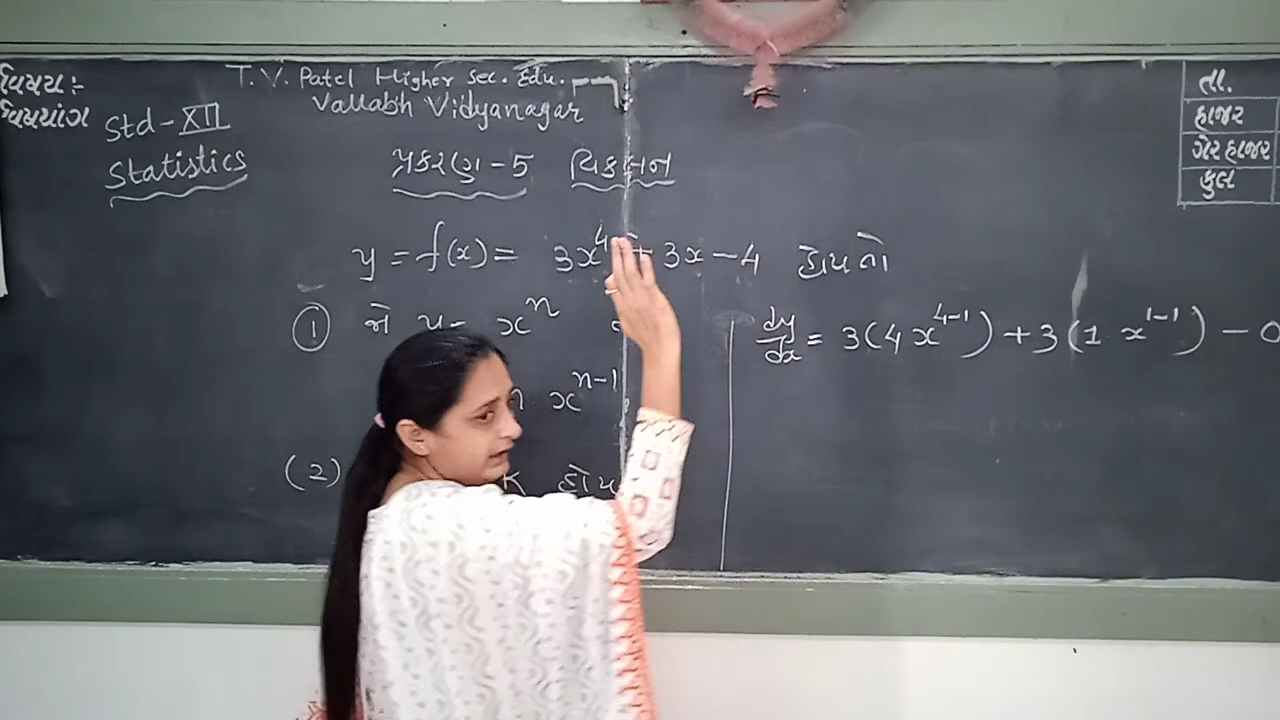 વિષય:-
વિષયાંગ
T. V. Patel Higher Sec. Edu.
Vallabh Vidyanagar
Std - XII
Statistics
પ્રકરણ - 5 વિકલન
તા.
હાજર
ગેરહાજર
કુલ
y = f(x) = 3x⁴ + 3x - 4 હોય તો
① જો y = xⁿ
xⁿ⁻¹
(2) K હોય
dy/dx = 3(4x⁴⁻¹) + 3(1 x¹⁻¹) - 0